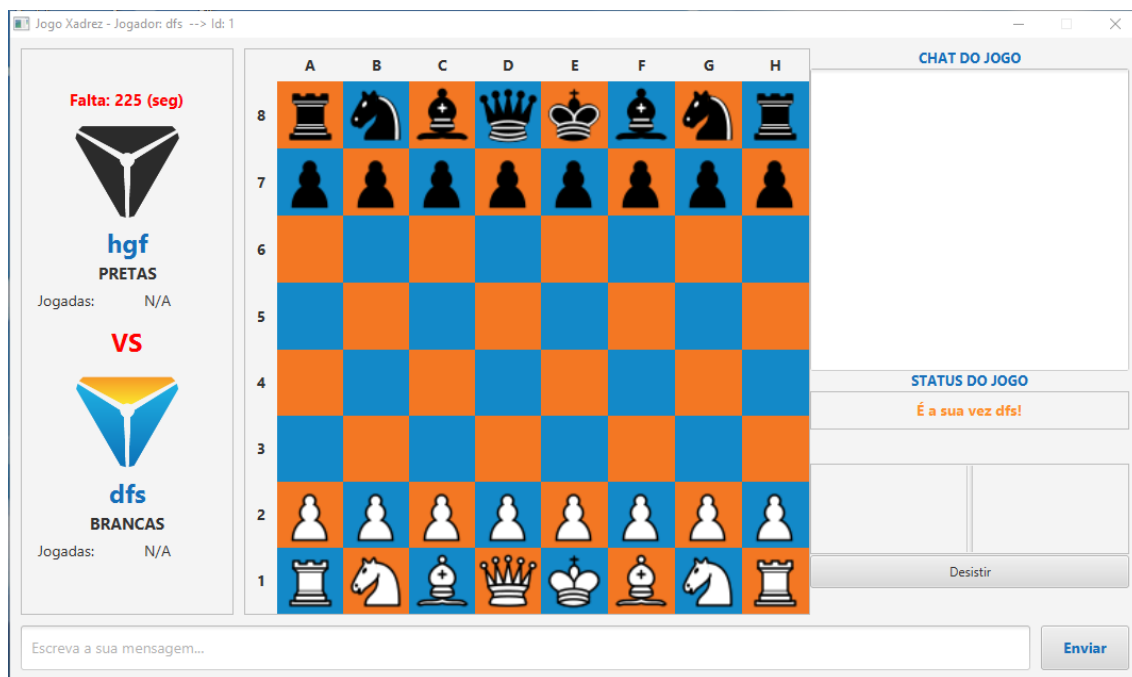 Jogo Xadrez - Jogador: dfs --> Id: 1
Falta: 225 (seg)
hgf
PRETAS
Jogadas: N/A
VS
dfs
BRANCAS
Jogadas: N/A
A B C D E F G H
8
7
6
5
4
3
2
1
CHAT DO JOGO
STATUS DO JOGO
É a sua vez dfs!
Desistir
Escreva a sua mensagem...
Enviar